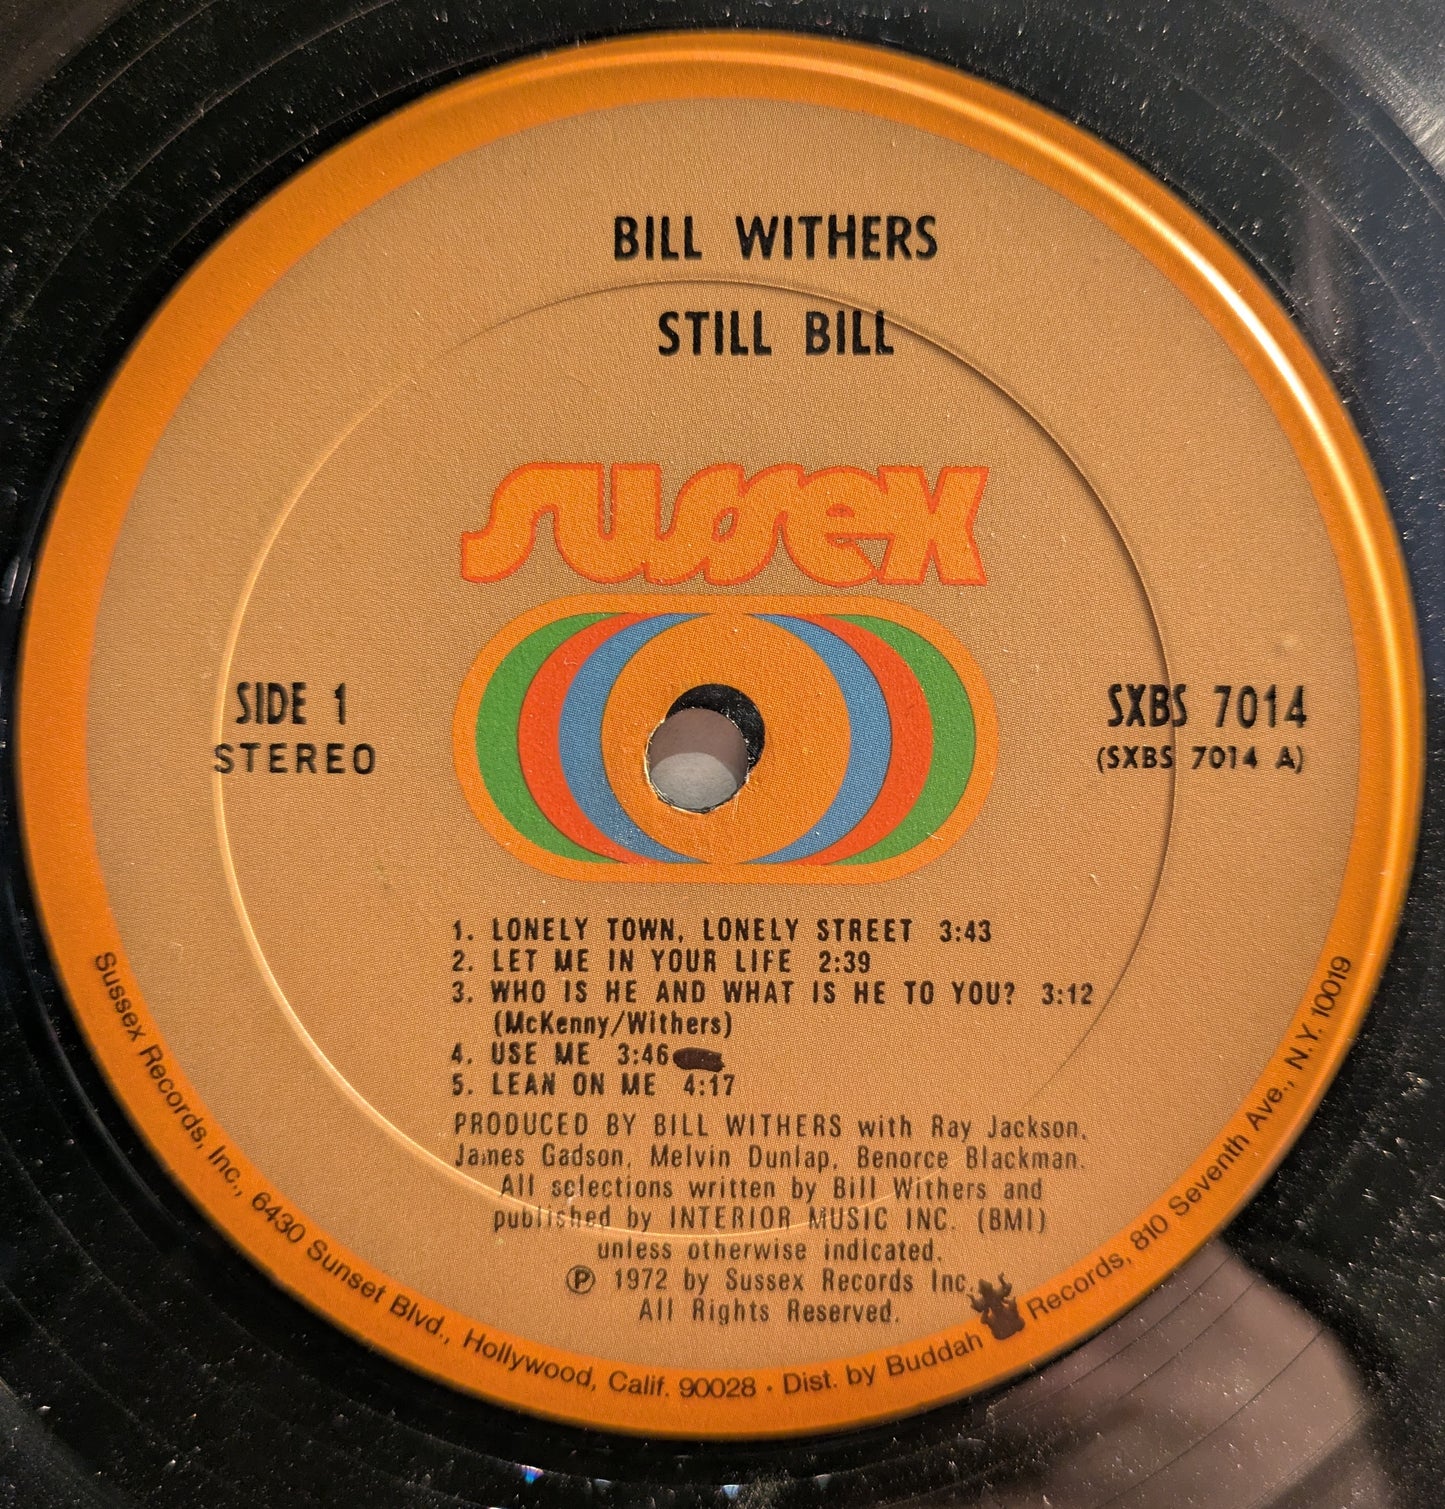 BILL WITHERS
STILL BILL
sussex
SIDE 1
STEREO
SXBS 7014
(SXBS 7014 A)
1. LONELY TOWN, LONELY STREET 3:43
2. LET ME IN YOUR LIFE 2:39
3. WHO IS HE AND WHAT IS HE TO YOU? 3:12
(McKenny/Withers)
4. USE ME 3:46
5. LEAN ON ME 4:17
PRODUCED BY BILL WITHERS with Ray Jackson,
James Gadson, Melvin Dunlap, Benorce Blackman.
All selections written by Bill Withers and
published by INTERIOR MUSIC INC. (BMI)
unless otherwise indicated.
Ⓟ 1972 by Sussex Records Inc.
All Rights Reserved.
Sussex Records, Inc., 6430 Sunset Blvd., Hollywood, Calif. 90028 · Dist. by Buddah Records, 810 Seventh Ave., N.Y. 10019